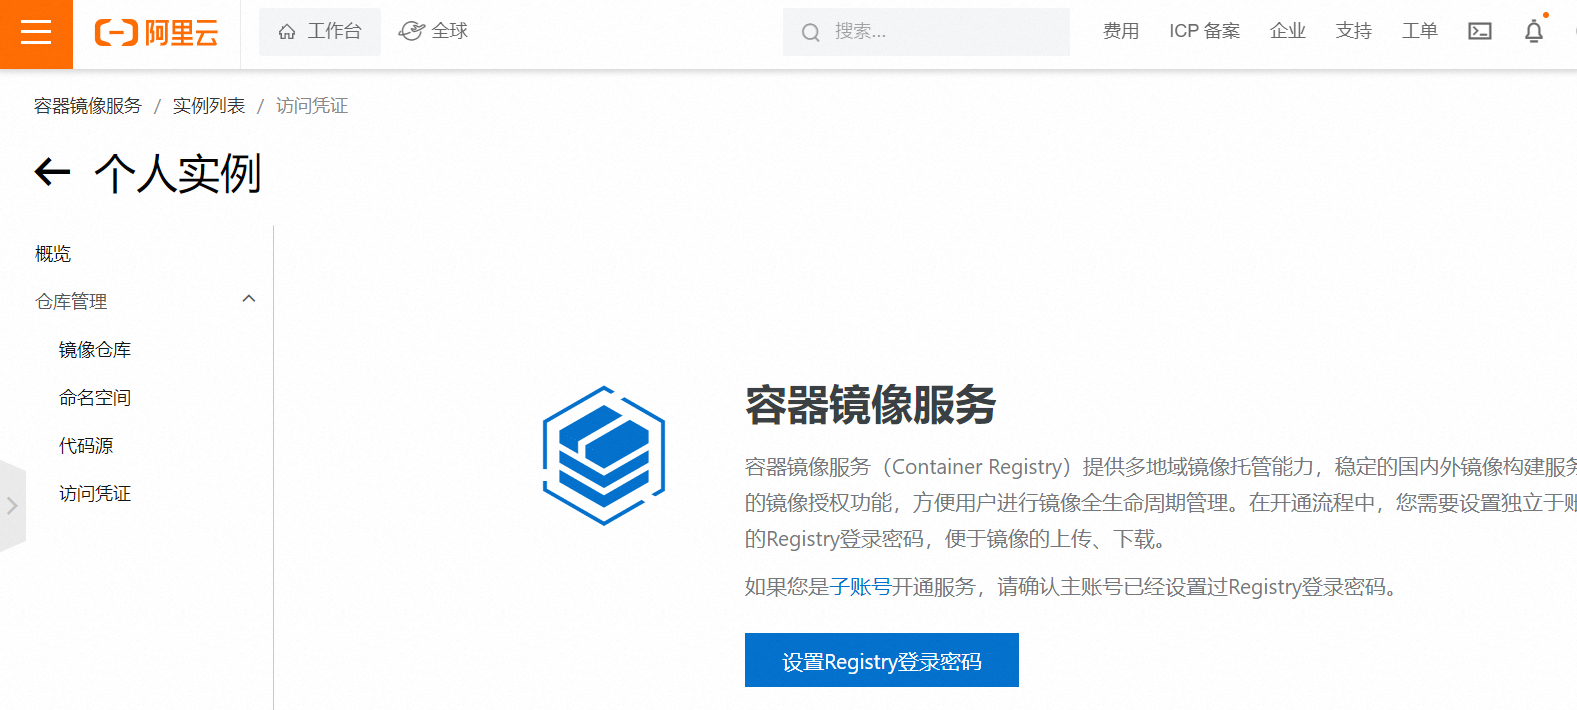 阿里云 工作台 全球 搜索... 费用 ICP 备案 企业 支持 工单
容器镜像服务 / 实例列表 / 访问凭证
个人实例
概览
仓库管理
镜像仓库
命名空间
代码源
访问凭证
容器镜像服务
容器镜像服务（Container Registry）提供多地域镜像托管能力，稳定的国内外镜像构建服
的镜像授权功能，方便用户进行镜像全生命周期管理。在开通流程中，您需要设置独立于
的Registry登录密码，便于镜像的上传、下载。
如果您是子账号开通服务，请确认主账号已经设置过Registry登录密码。
设置Registry登录密码